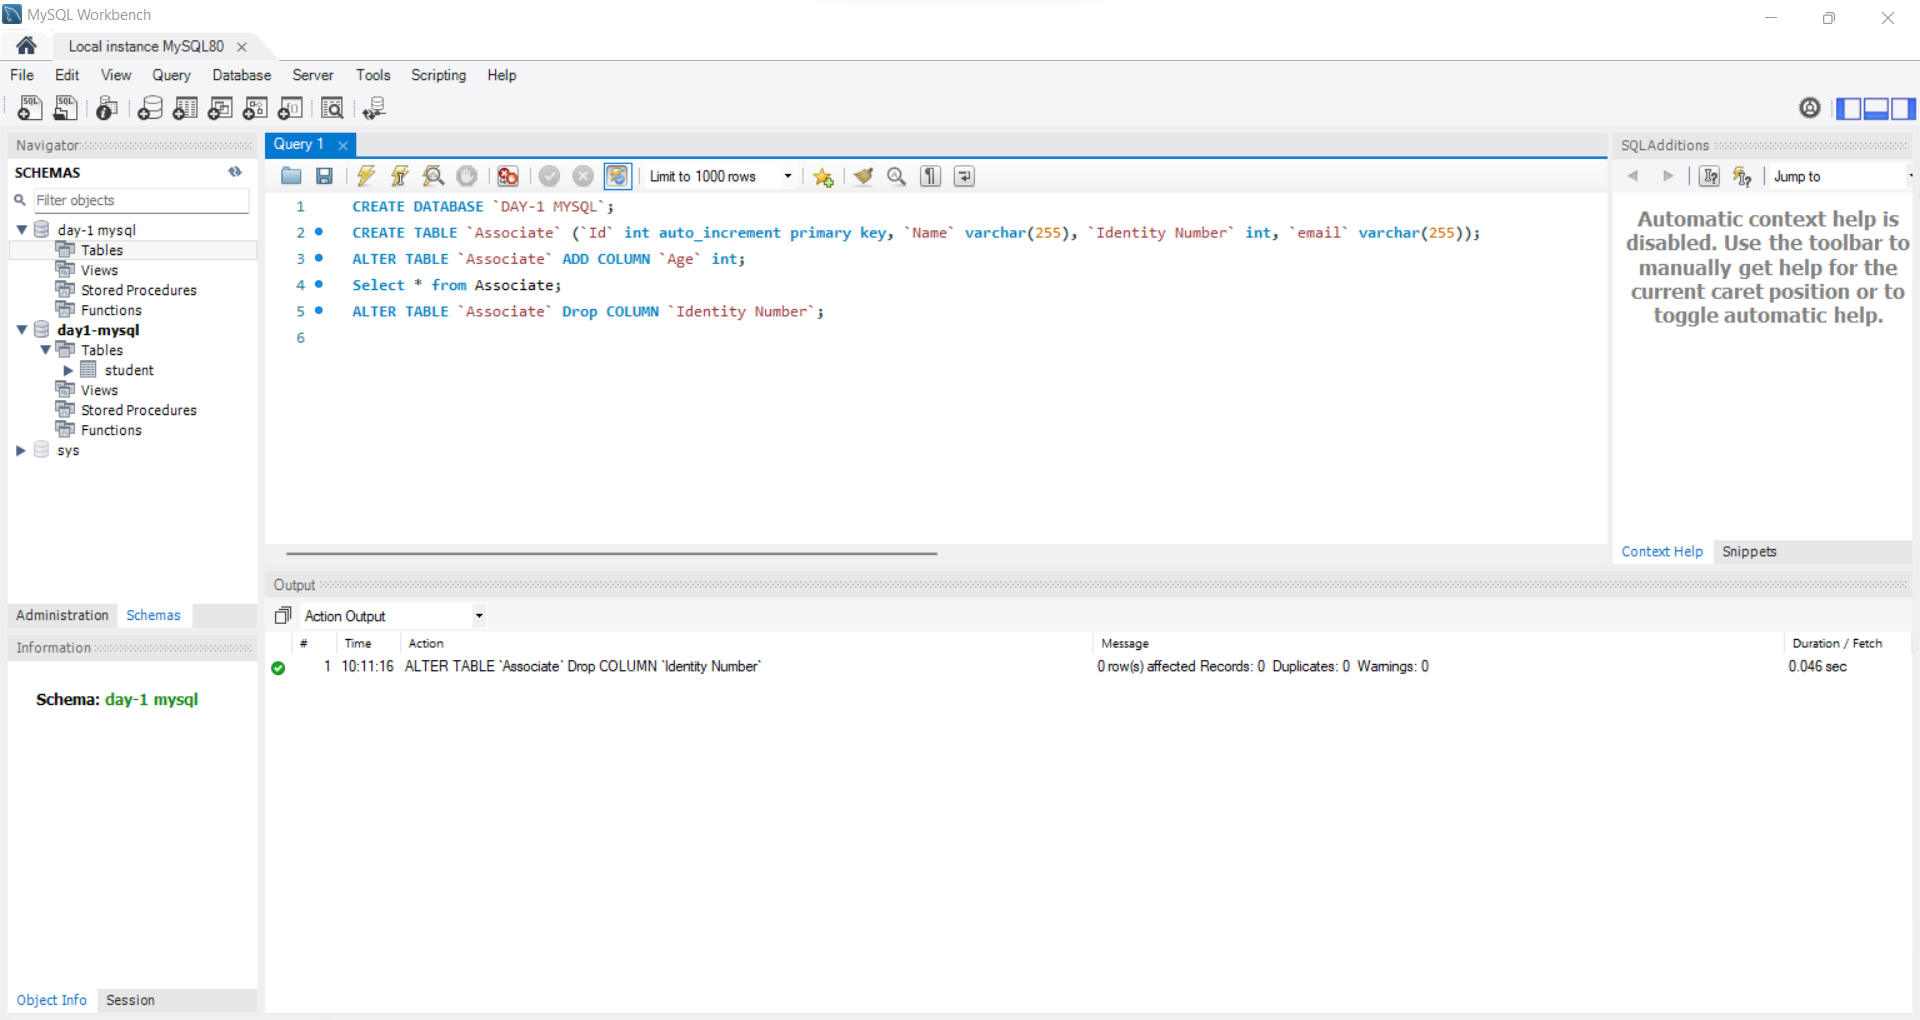 MySQL Workbench
Local instance MySQL80
File Edit View Query Database Server Tools Scripting Help
Navigator
SCHEMAS
Filter objects
day-1 mysql
Tables
Views
Stored Procedures
Functions
day1-mysql
Tables
student
Views
Stored Procedures
Functions
sys
Administration Schemas
Information
Schema: day-1 mysql
Object Info Session
Query 1
Limit to 1000 rows
1 CREATE DATABASE `DAY-1 MYSQL`;
2 CREATE TABLE `Associate` (`Id` int auto_increment primary key, `Name` varchar(255), `Identity Number` int, `email` varchar(255));
3 ALTER TABLE `Associate` ADD COLUMN `Age` int;
4 Select * from Associate;
5 ALTER TABLE `Associate` Drop COLUMN `Identity Number`;
6
SQLAdditions
Jump to
Automatic context help is
disabled. Use the toolbar to
manually get help for the
current caret position or to
toggle automatic help.
Context Help Snippets
Output
Action Output
# Time Action Message Duration / Fetch
1 10:11:16 ALTER TABLE `Associate` Drop COLUMN `Identity Number` 0 row(s) affected Records: 0 Duplicates: 0 Warnings: 0 0.046 sec